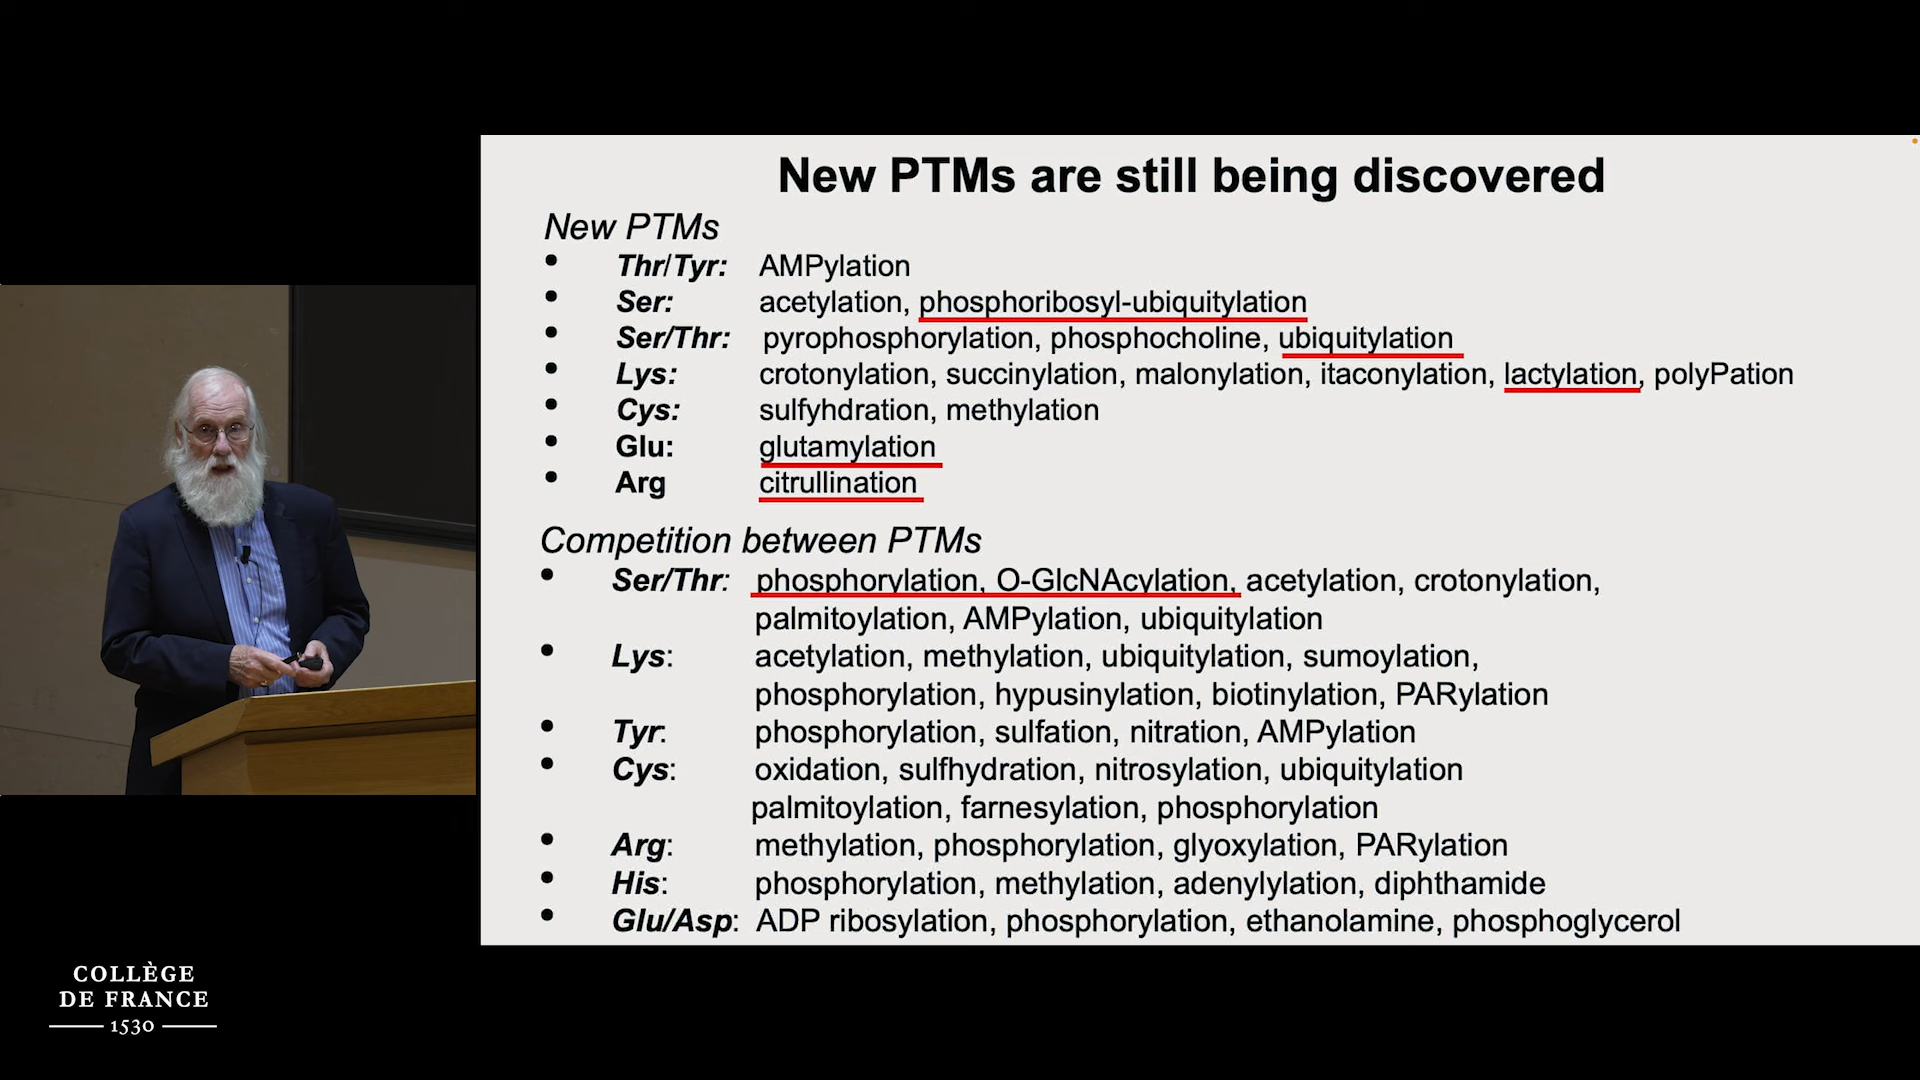 New PTMs are still being discovered
New PTMs
• Thr/Tyr: AMPylation
• Ser: acetylation, phosphoribosyl-ubiquitylation
• Ser/Thr: pyrophosphorylation, phosphocholine, ubiquitylation
• Lys: crotonylation, succinylation, malonylation, itaconylation, lactylation, polyPation
• Cys: sulfyhdration, methylation
• Glu: glutamylation
• Arg citrullination
Competition between PTMs
• Ser/Thr: phosphorylation, O-GlcNAcylation, acetylation, crotonylation,
palmitoylation, AMPylation, ubiquitylation
• Lys: acetylation, methylation, ubiquitylation, sumoylation,
phosphorylation, hypusinylation, biotinylation, PARylation
• Tyr: phosphorylation, sulfation, nitration, AMPylation
• Cys: oxidation, sulfhydration, nitrosylation, ubiquitylation
palmitoylation, farnesylation, phosphorylation
• Arg: methylation, phosphorylation, glyoxylation, PARylation
• His: phosphorylation, methylation, adenylylation, diphthamide
• Glu/Asp: ADP ribosylation, phosphorylation, ethanolamine, phosphoglycerol
COLLÈGE
DE FRANCE
1530